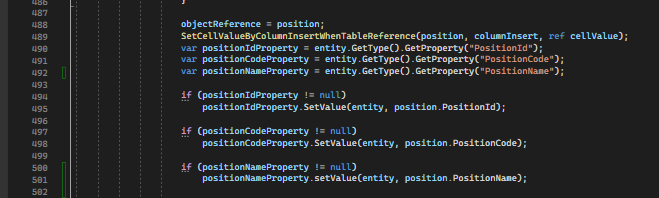 486 }
487
488 objectReference = position;
489 SetCellValueByColumnInsertWhenTableReference(position, columnInsert, ref cellValue);
490 var positionIdProperty = entity.GetType().GetProperty("PositionId");
491 var positionCodeProperty = entity.GetType().GetProperty("PositionCode");
492 var positionNameProperty = entity.GetType().GetProperty("PositionName");
493
494 if (positionIdProperty != null)
495 positionIdProperty.SetValue(entity, position.PositionId);
496
497 if (positionCodeProperty != null)
498 positionCodeProperty.SetValue(entity, position.PositionCode);
499
500 if (positionNameProperty != null)
501 positionNameProperty.setValue(entity, position.PositionName);
502